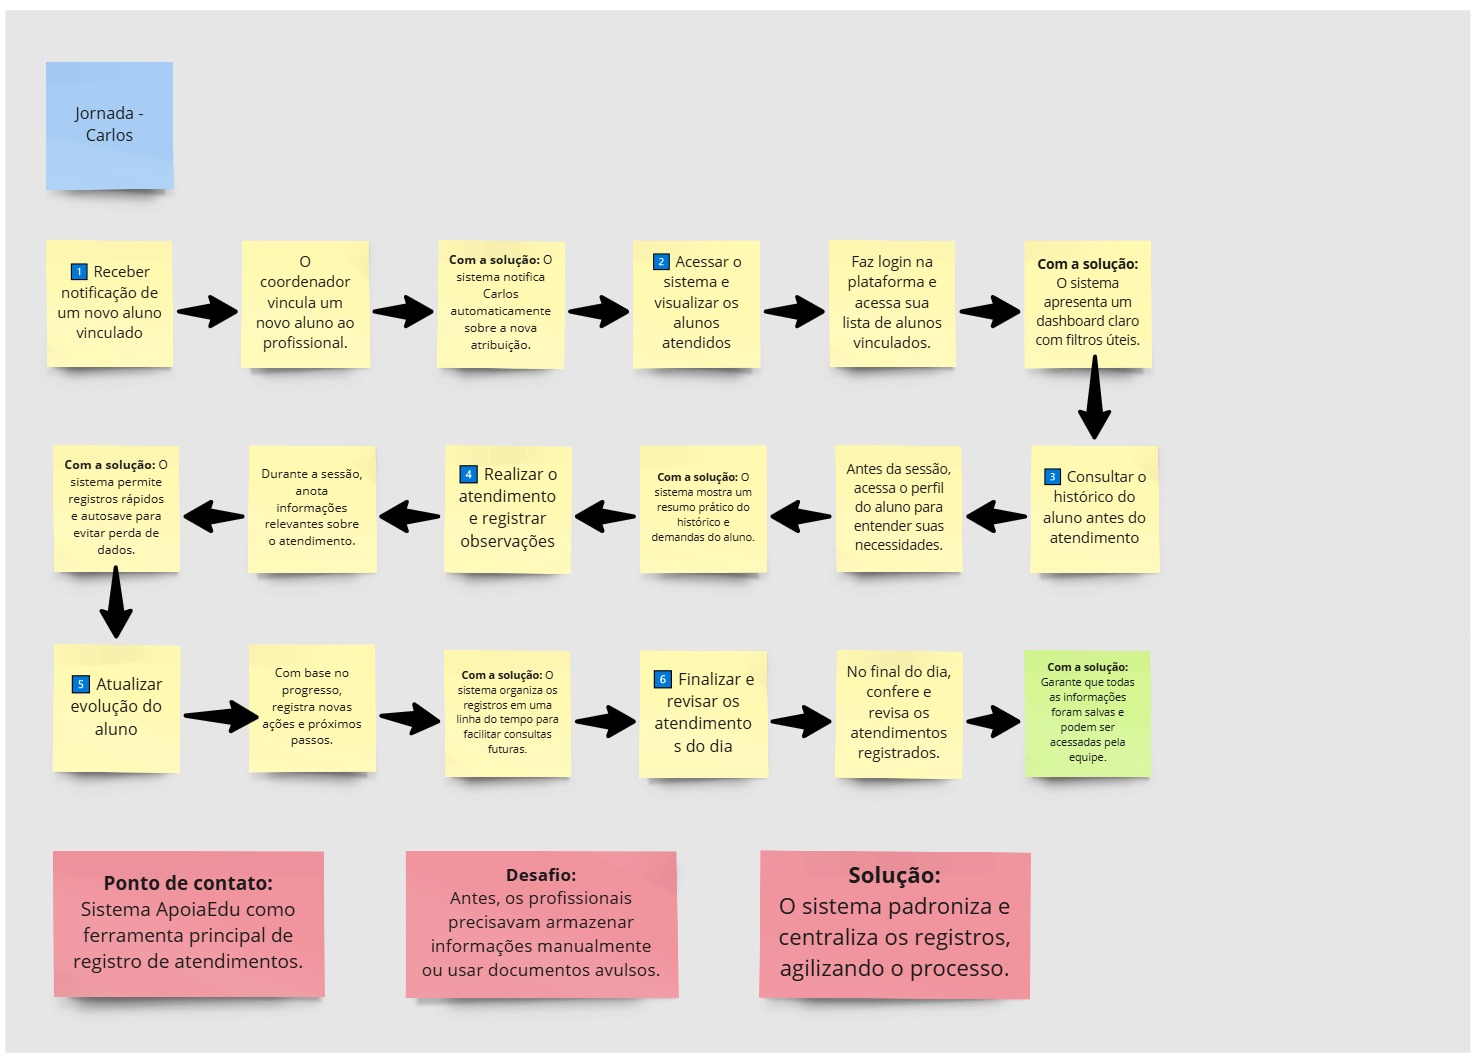 Jornada -
Carlos
1 Receber
notificação de
um novo aluno
vinculado
O
coordenador
vincula um
novo aluno ao
profissional.
Com a solução: O
sistema notifica
Carlos
automaticamente
sobre a nova
atribuição.
2 Acessar o
sistema e
visualizar os
alunos
atendidos
Faz login na
plataforma e
acessa sua
lista de alunos
vinculados.
Com a solução:
O sistema
apresenta um
dashboard claro
com filtros úteis.
3 Consultar o
histórico do
aluno antes do
atendimento
Antes da sessão,
acessa o perfil
do aluno para
entender suas
necessidades.
Com a solução: O
sistema mostra um
resumo prático do
histórico e
demandas do aluno.
4 Realizar o
atendimento
e registrar
observações
Durante a sessão,
anota
informações
relevantes sobre
o atendimento.
Com a solução: O
sistema permite
registros rápidos
e autosave para
evitar perda de
dados.
5 Atualizar
evolução do
aluno
Com base no
progresso,
registra novas
ações e próximos
passos.
Com a solução: O
sistema organiza os
registros em uma
linha do tempo para
facilitar consultas
futuras.
6 Finalizar e
revisar os
atendimento
s do dia
No final do dia,
confere e
revisa os
atendimentos
registrados.
Com a solução:
Garante que todas
as informações
foram salvas e
podem ser
acessadas pela
equipe.
Ponto de contato:
Sistema ApoiaEdu como
ferramenta principal de
registro de atendimentos.
Desafio:
Antes, os profissionais
precisavam armazenar
informações manualmente
ou usar documentos avulsos.
Solução:
O sistema padroniza e
centraliza os registros,
agilizando o processo.